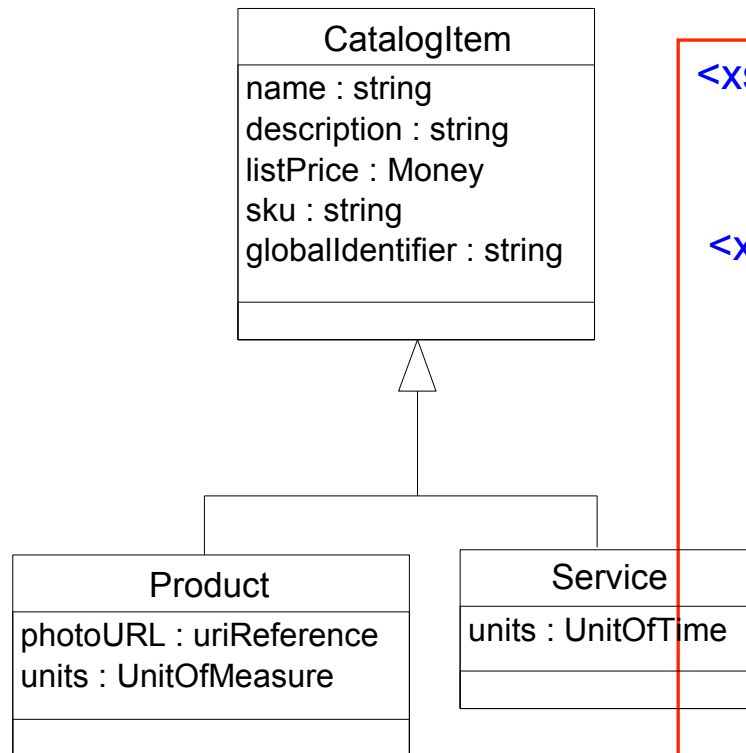 CatalogItem
name : string
description : string
listPrice : Money
sku : string
globalIdentifier : string
<xs
<x
Product
photoURL : uriReference
units : UnitOfMeasure
Service
units : UnitOfTime